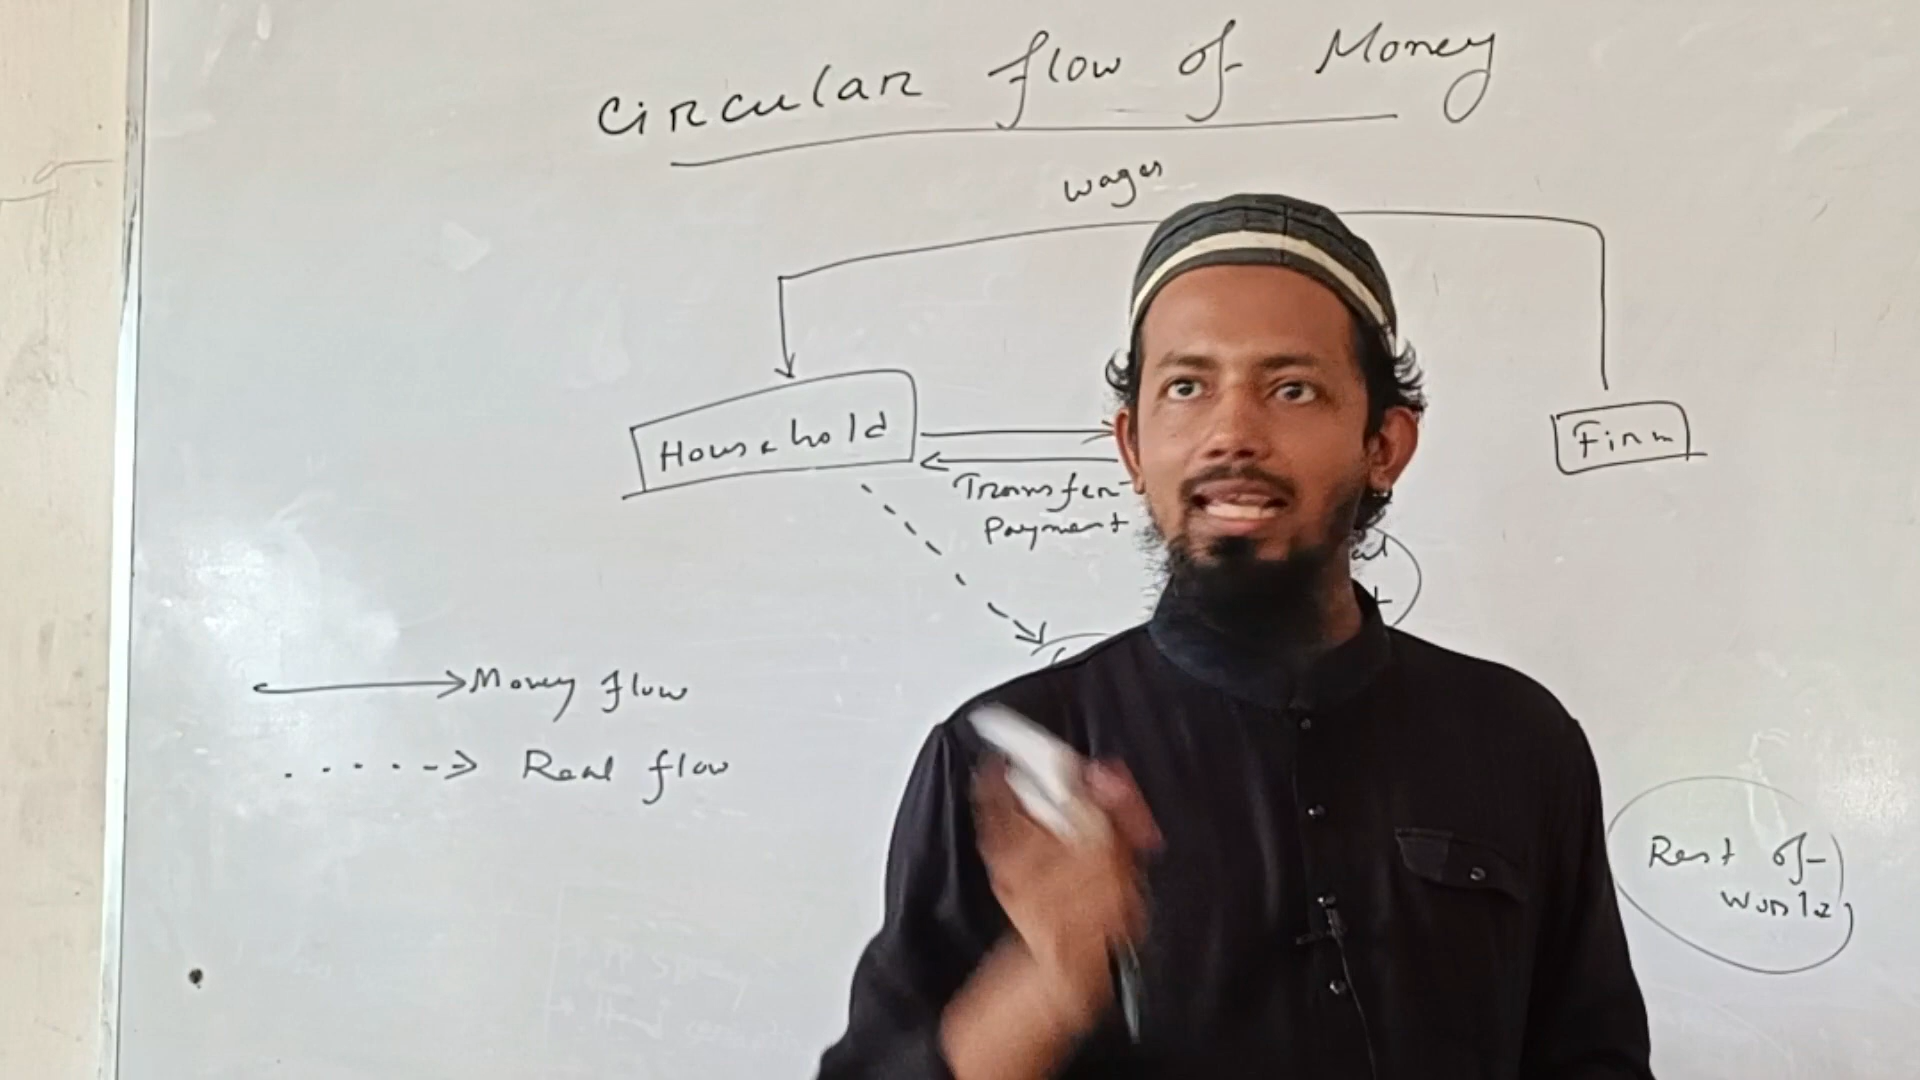 Circular flow of Money
wages
Household
Firm
Transfer
Payment
Money flow
Real flow
Rest of
World